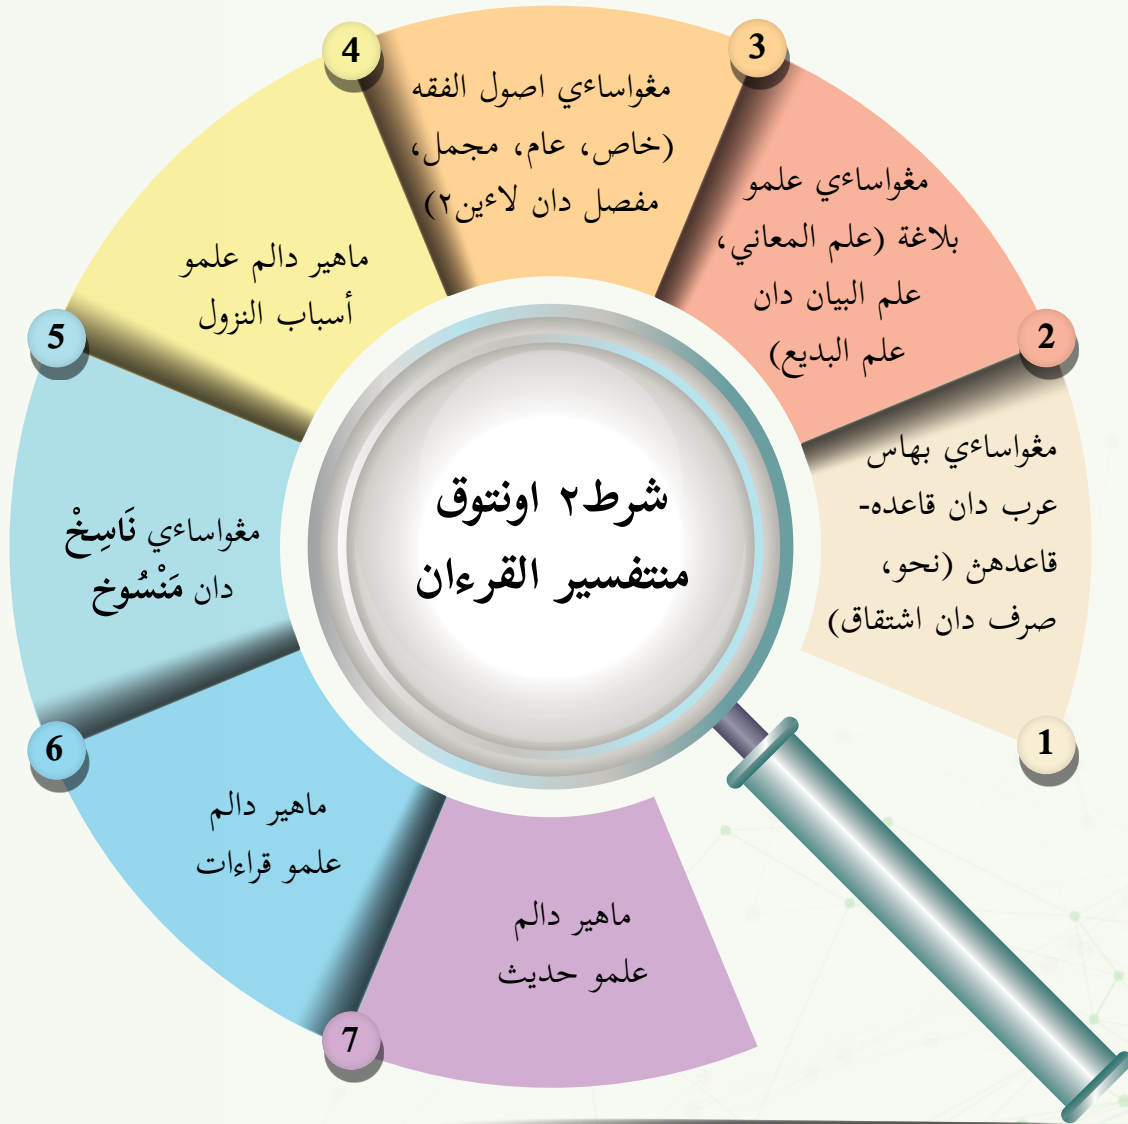 شرط٢ اونتوق
منتفسير القرءان
1
مڠواساءي بهاس
عرب دان قاعده-
قاعدهڽ (نحو،
صرف دان اشتقاق)
2
مڠواساءي علمو
بلاغة (علم المعاني،
علم البيان دان
علم البديع)
3
مڠواساءي اصول الفقه
(خاص، عام، مجمل،
مفصل دان لاءين٢)
4
ماهير دالم علمو
أسباب النزول
5
مڠواساءي نَاسِخْ
دان مَنْسُوخ
6
ماهير دالم
علمو قراءات
7
ماهير دالم
علمو حديث